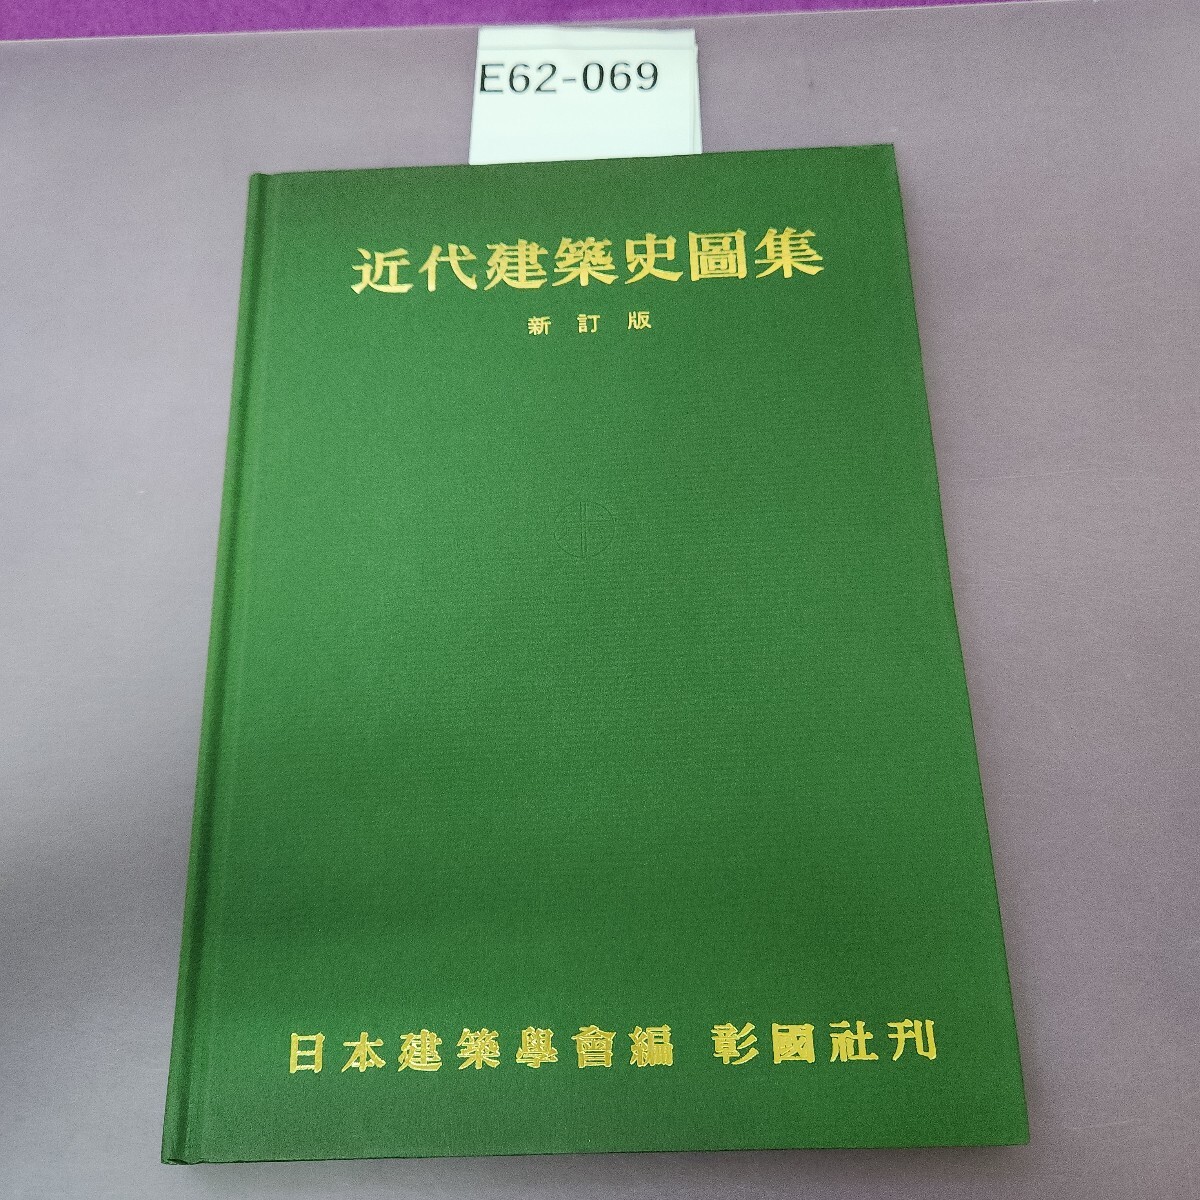 E62-069
近代建築史圖集
新訂版
日本建築學會編 彰國社刊